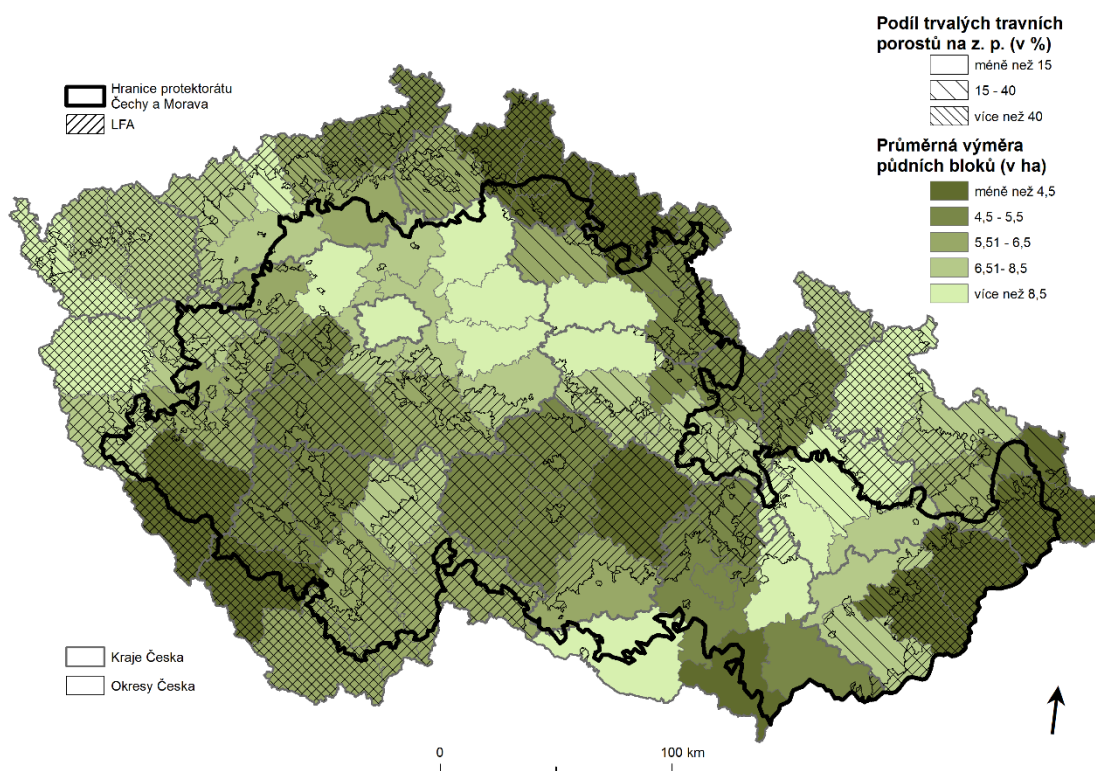 Podíl trvalých travních
porostů na z. p. (v %)
méně než 15
15 - 40
více než 40
Průměrná výměra
půdních bloků (v ha)
méně než 4,5
4,5 - 5,5
5,51 - 6,5
6,51- 8,5
více než 8,5
Hranice protektorátu
Čechy a Morava
LFA
Kraje Česka
Okresy Česka
0 100 km